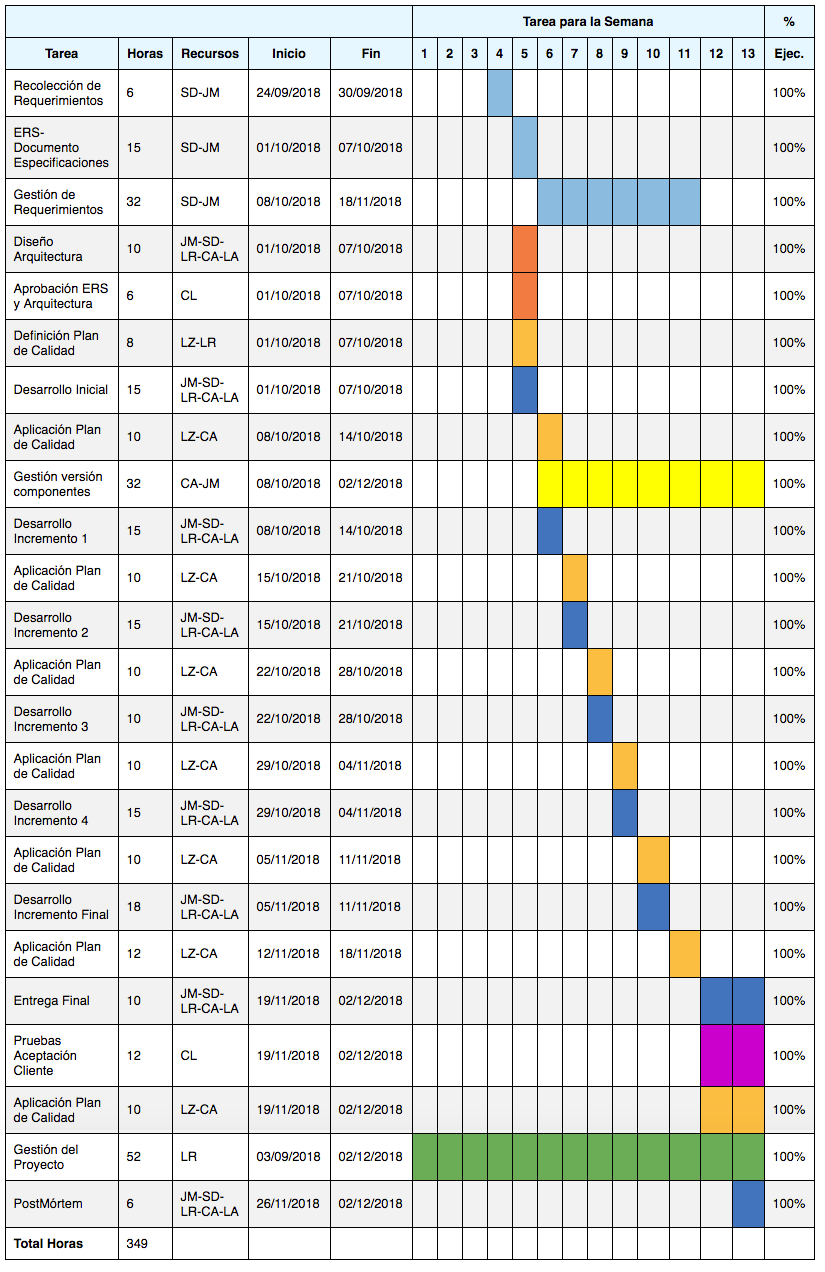 Tarea para la Semana %
Tarea Horas Recursos Inicio Fin 1 2 3 4 5 6 7 8 9 10 11 12 13 Ejec.
Recolección de
Requerimientos 6 SD-JM 24/09/2018 30/09/2018 100%
ERS-
Documento
Especificaciones 15 SD-JM 01/10/2018 07/10/2018 100%
Gestión de
Requerimientos 32 SD-JM 08/10/2018 18/11/2018 100%
Diseño JM-SD-
Arquitectura 10 LR-CA-LA 01/10/2018 07/10/2018 100%
Aprobación ERS
y Arquitectura 6 CL 01/10/2018 07/10/2018 100%
Definición Plan
de Calidad 8 LZ-LR 01/10/2018 07/10/2018 100%
Desarrollo Inicial 15 JM-SD-
LR-CA-LA 01/10/2018 07/10/2018 100%
Aplicación Plan
de Calidad 10 LZ-CA 08/10/2018 14/10/2018 100%
Gestión versión
componentes 32 CA-JM 08/10/2018 02/12/2018 100%
Desarrollo JM-SD-
Incremento 1 15 LR-CA-LA 08/10/2018 14/10/2018 100%
Aplicación Plan
de Calidad 10 LZ-CA 15/10/2018 21/10/2018 100%
Desarrollo JM-SD-
Incremento 2 15 LR-CA-LA 15/10/2018 21/10/2018 100%
Aplicación Plan
de Calidad 10 LZ-CA 22/10/2018 28/10/2018 100%
Desarrollo JM-SD-
Incremento 3 10 LR-CA-LA 22/10/2018 28/10/2018 100%
Aplicación Plan
de Calidad 10 LZ-CA 29/10/2018 04/11/2018 100%
Desarrollo JM-SD-
Incremento 4 15 LR-CA-LA 29/10/2018 04/11/2018 100%
Aplicación Plan
de Calidad 10 LZ-CA 05/11/2018 11/11/2018 100%
Desarrollo JM-SD-
Incremento Final 18 LR-CA-LA 05/11/2018 11/11/2018 100%
Aplicación Plan
de Calidad 12 LZ-CA 12/11/2018 18/11/2018 100%
Entrega Final 10 JM-SD-
LR-CA-LA 19/11/2018 02/12/2018 100%
Pruebas
Aceptación
Cliente 12 CL 19/11/2018 02/12/2018 100%
Aplicación Plan
de Calidad 10 LZ-CA 19/11/2018 02/12/2018 100%
Gestión del
Proyecto 52 LR 03/09/2018 02/12/2018 100%
PostMórtem 6 JM-SD-
LR-CA-LA 26/11/2018 02/12/2018 100%
Total Horas 349